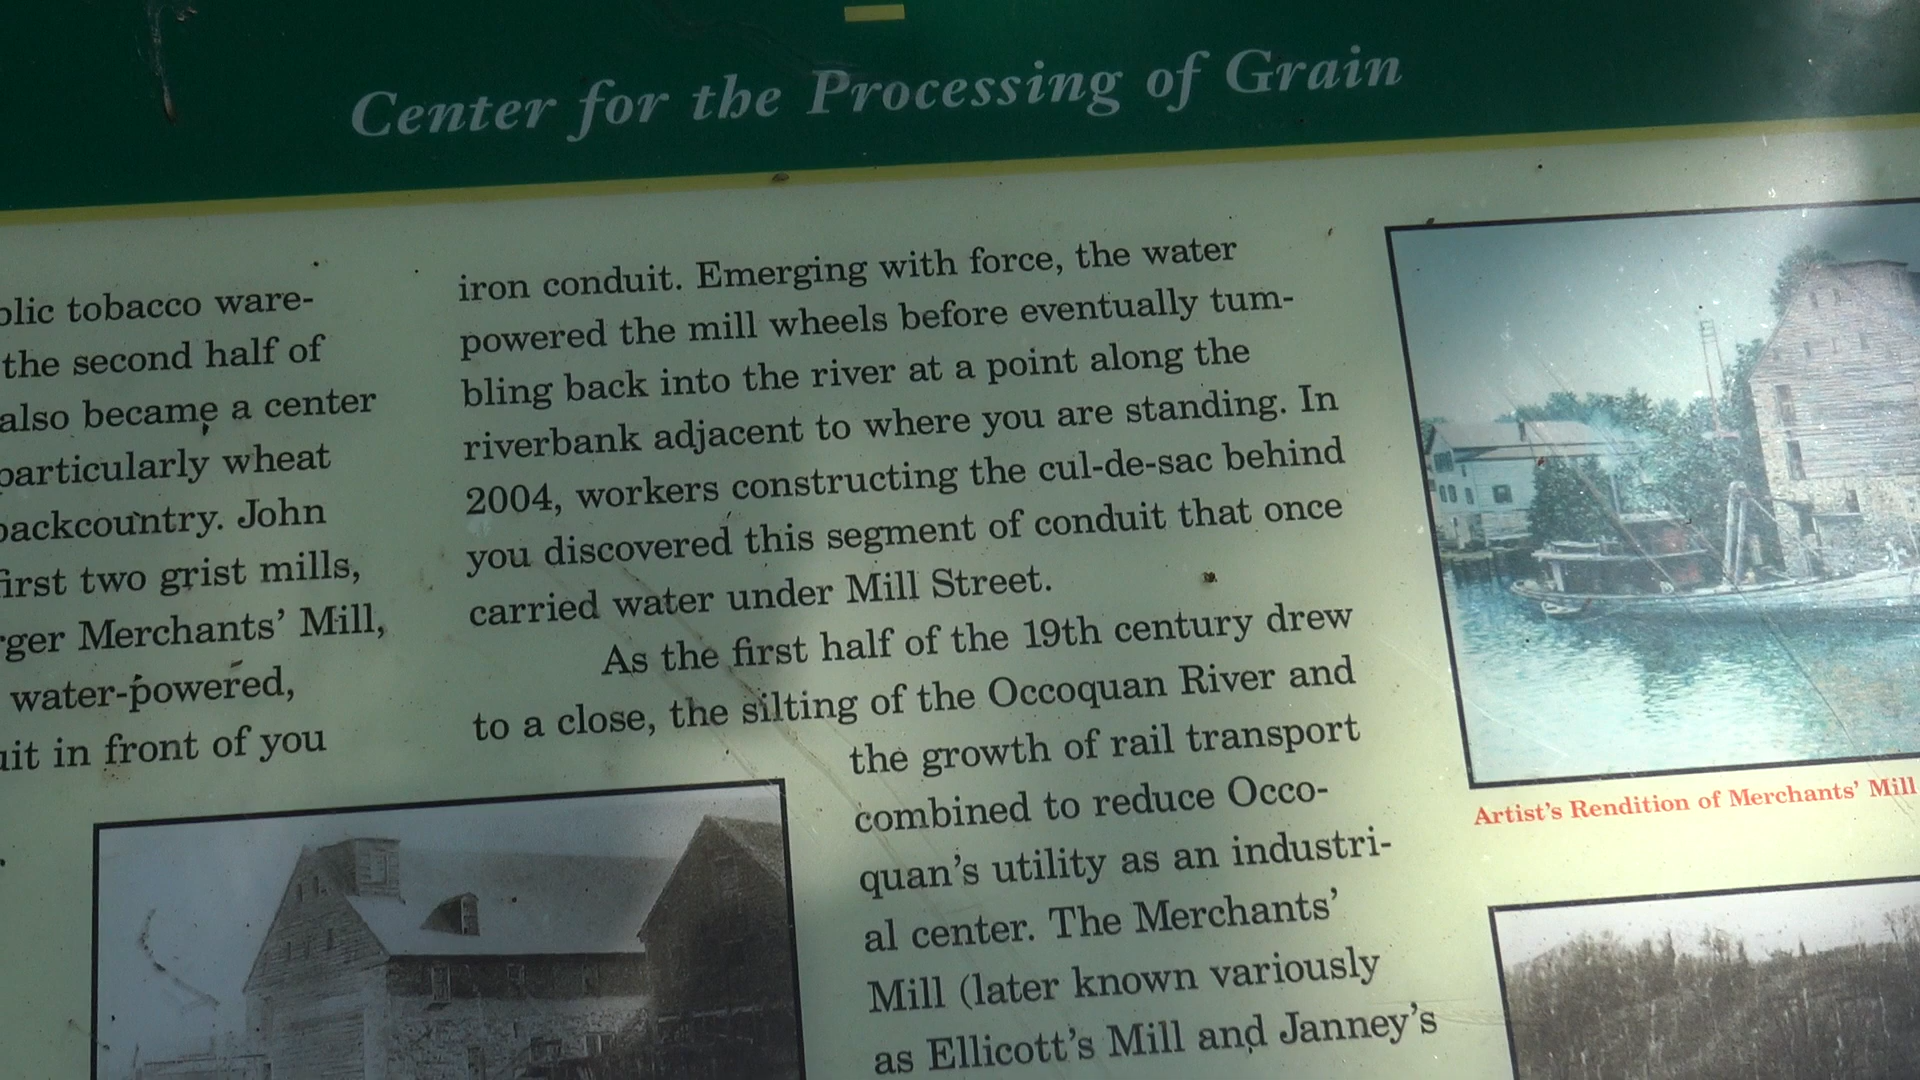 Center for the Processing of Grain
tobacco ware-
the second half of
also became a center
particularly wheat
backcountry. John
first two grist mills,
Merchants' Mill,
water-powered,
in front of you
iron conduit. Emerging with force, the water
powered the mill wheels before eventually tum-
bling back into the river at a point along the
riverbank adjacent to where you are standing. In
2004, workers constructing the cul-de-sac behind
you discovered this segment of conduit that once
carried water under Mill Street.
As the first half of the 19th century drew
to a close, the silting of the Occoquan River and
the growth of rail transport
combined to reduce Occo-
quan's utility as an industri-
al center. The Merchants'
Mill (later known variously
as Ellicott's Mill and Janney's
Artist's Rendition of Merchants' Mill